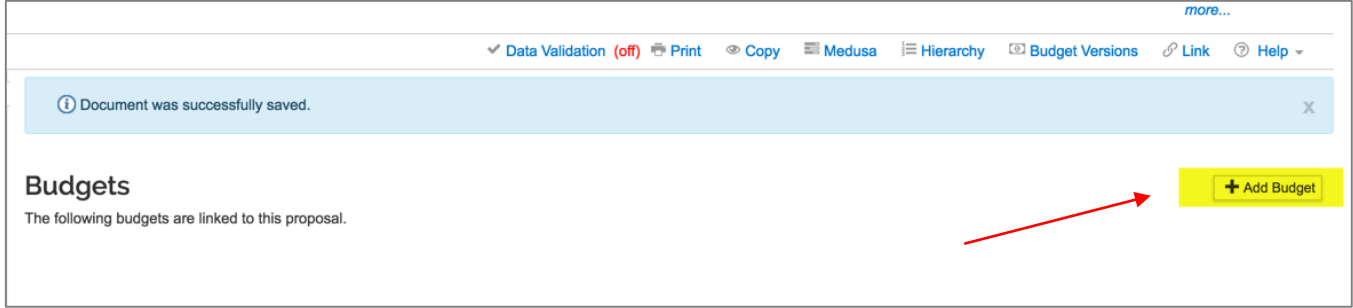 more...
Data Validation (off) Print Copy Medusa Hierarchy Budget Versions Link Help
Document was successfully saved. x
Budgets
+ Add Budget
The following budgets are linked to this proposal.